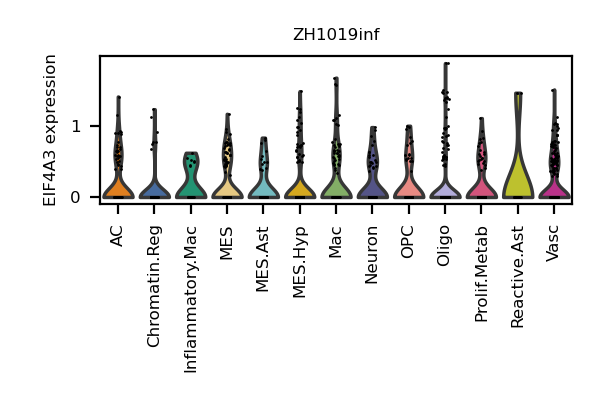 ZH1019inf
EIF4A3 expression
1
0
AC
Chromatin.Reg
Inflammatory.Mac
MES
MES.Ast
MES.Hyp
Mac
Neuron
OPC
Oligo
Prolif.Metab
Reactive.Ast
Vasc